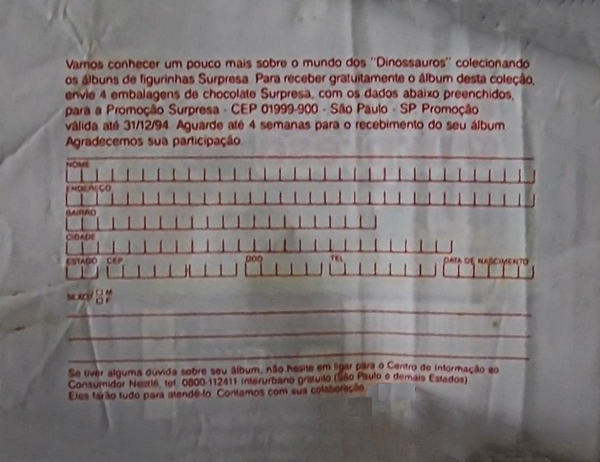 Vamos conhecer um pouco mais sobre o mundo dos "Dinossauros" colecionando
os álbuns de figurinhas Surpresa. Para receber gratuitamente o álbum desta coleção,
envie 4 embalagens de chocolate Surpresa, com os dados abaixo preenchidos,
para a Promoção Surpresa - CEP 01999-900 - São Paulo - SP. Promoção
válida até 31/12/94. Aguarde até 4 semanas para o recebimento do seu álbum.
Agradecemos sua participação.
NOME
ENDEREÇO
BAIRRO
CIDADE
ESTADO CEP DDD TEL DATA DE NASCIMENTO
SEXO M
F
Se tiver alguma dúvida sobre seu álbum, não hesite em ligar para o Centro de Informação ao
Consumidor Nestlé, tel. 0800-112411 interurbano gratuito (São Paulo e demais Estados)
Eles farão tudo para atendê-lo. Contamos com sua colaboração.